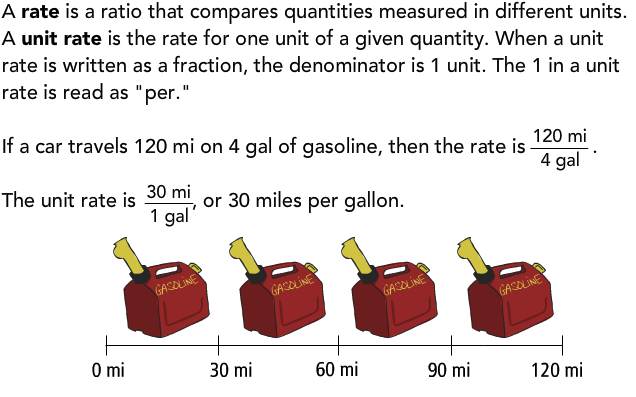 A rate is a ratio that compares quantities measured in different units.
A unit rate is the rate for one unit of a given quantity. When a unit
rate is written as a fraction, the denominator is 1 unit. The 1 in a unit
rate is read as "per."
If a car travels 120 mi on 4 gal of gasoline, then the rate is 120 mi / 4 gal.
The unit rate is 30 mi / 1 gal, or 30 miles per gallon.
GASOLINE GASOLINE GASOLINE GASOLINE
0 mi 30 mi 60 mi 90 mi 120 mi